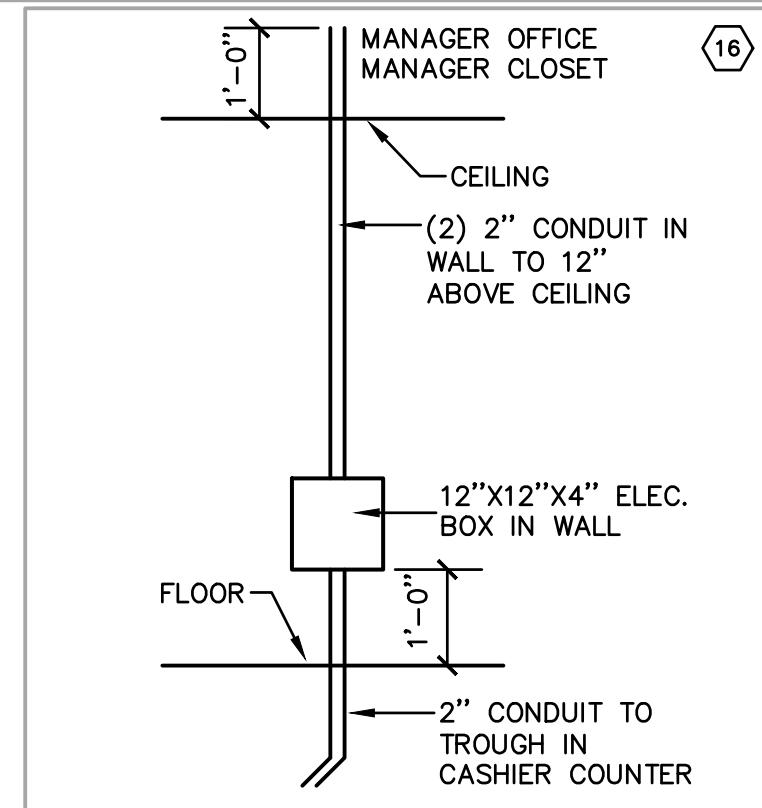 MANAGER OFFICE
MANAGER CLOSET
16
1'-0"
CEILING
(2) 2" CONDUIT IN
WALL TO 12"
ABOVE CEILING
12"X12"X4" ELEC.
BOX IN WALL
FLOOR
1'-0"
2" CONDUIT TO
TROUGH IN
CASHIER COUNTER